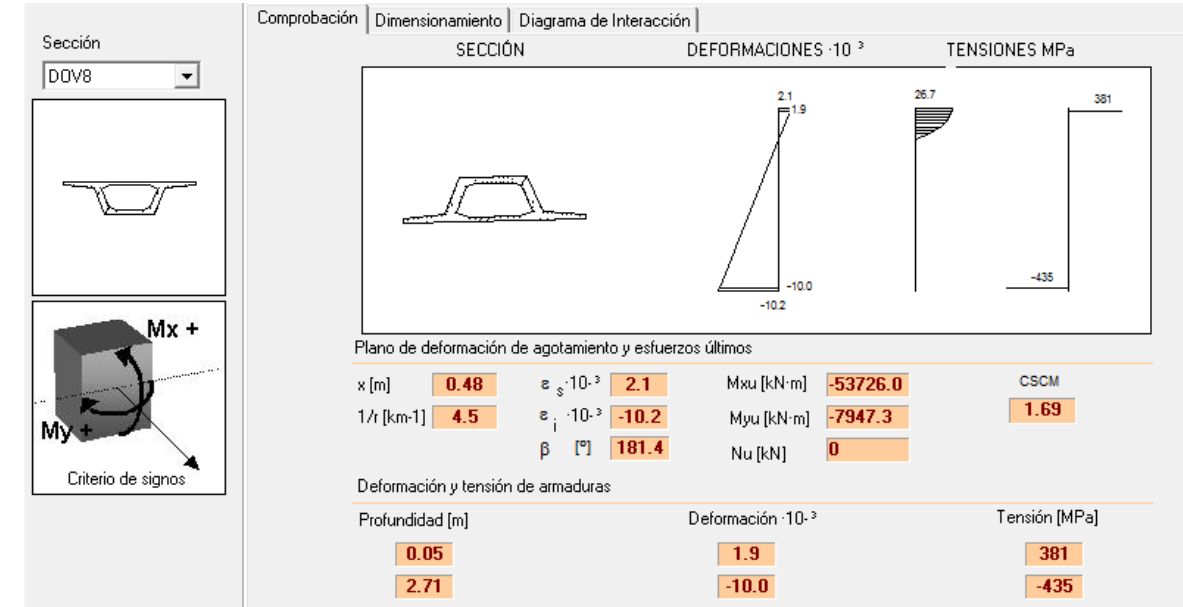 Comprobación Dimensionamiento Diagrama de Interacción
Sección
DOV8
SECCIÓN DEFORMACIONES ·10 ³ TENSIONES MPa
2.1
1.9
26.7
381
-10.0
-10.2
-435
Mx +
My +
Criterio de signos
Plano de deformación de agotamiento y esfuerzos últimos
x [m] 0.48 ε s ·10- ³ 2.1 Mxu [kN·m] -53726.0 CSCM
1/r [km-1] 4.5 ε i ·10- ³ -10.2 Myu [kN·m] -7947.3 1.69
β [º] 181.4 Nu [kN] 0
Deformación y tensión de armaduras
Profundidad [m] Deformación ·10- ³ Tensión [MPa]
0.05 1.9 381
2.71 -10.0 -435